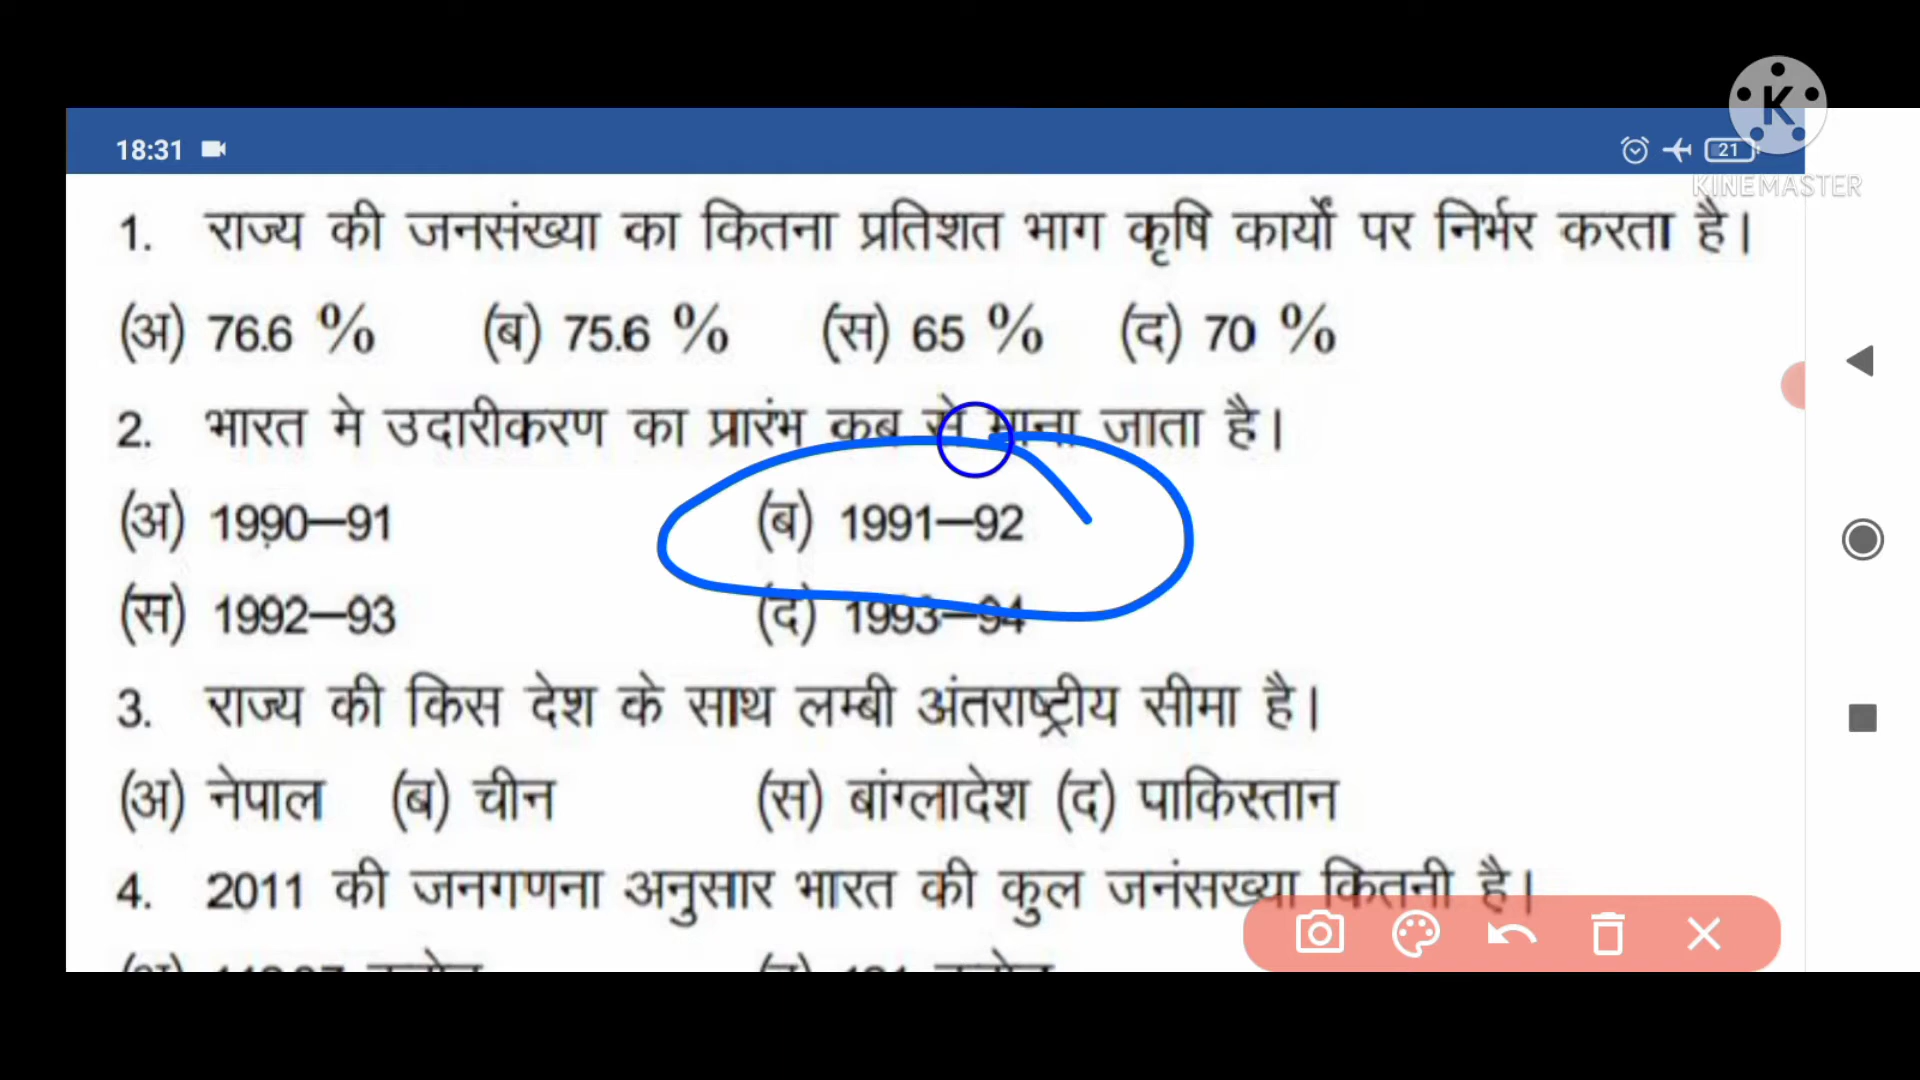 18:31
21
K
KINEMASTER
1. राज्य की जनसंख्या का कितना प्रतिशत भाग कृषि कार्यों पर निर्भर करता है।
(अ) 76.6 % (ब) 75.6 % (स) 65 % (द) 70 %
2. भारत मे उदारीकरण का प्रारंभ कब से माना जाता है।
(अ) 1990–91 (ब) 1991–92
(स) 1992–93 (द) 1993–94
3. राज्य की किस देश के साथ लम्बी अंतराष्ट्रीय सीमा है।
(अ) नेपाल (ब) चीन (स) बांग्लादेश (द) पाकिस्तान
4. 2011 की जनगणना अनुसार भारत की कुल जनंसख्या कितनी है।